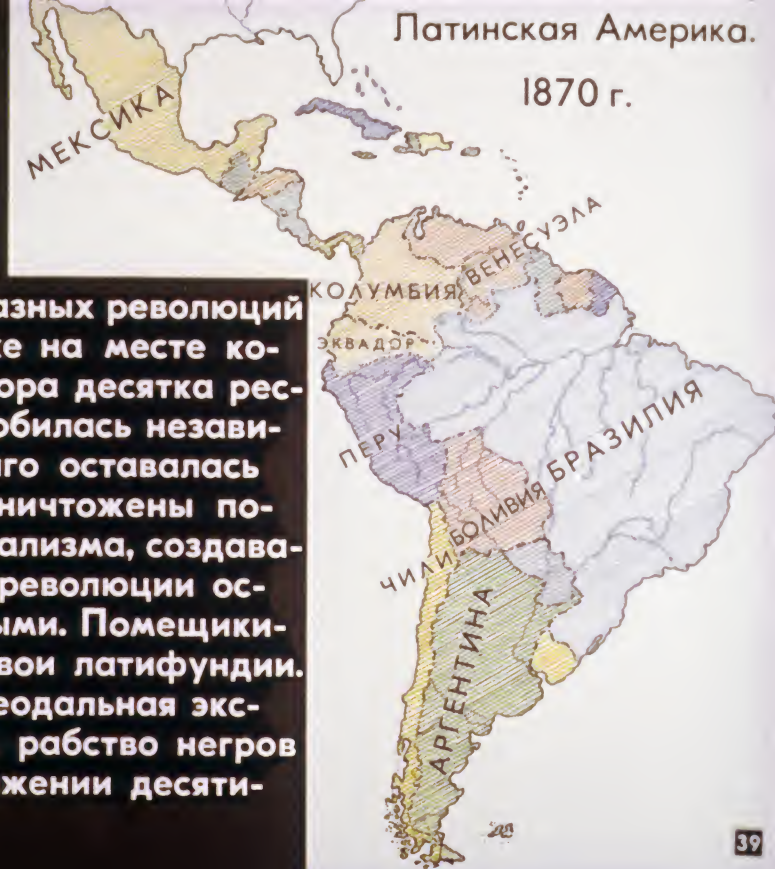 Латинская Америка.
1870 г.
МЕКСИКА
КОЛУМБИЯ
ВЕНЕСУЭЛА
ЭКВАДОР
ПЕРУ
БРАЗИЛИЯ
БОЛИВИЯ
ЧИЛИ
АРГЕНТИНА
азных революций
же на месте ко-
ора десятка рес-
обилась незави-
го оставалась
ничтожены по-
ализма, создава-
революции ос-
ыми. Помещики-
вои латифундии.
еодальная экс-
рабство негров
жении десяти-
39